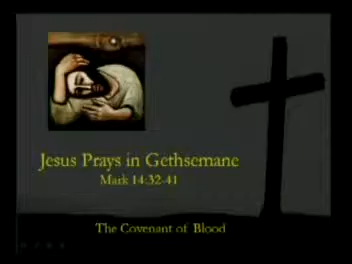 Jesus Prays in Gethsemane
Mark 14:32-41
The Covenant of Blood